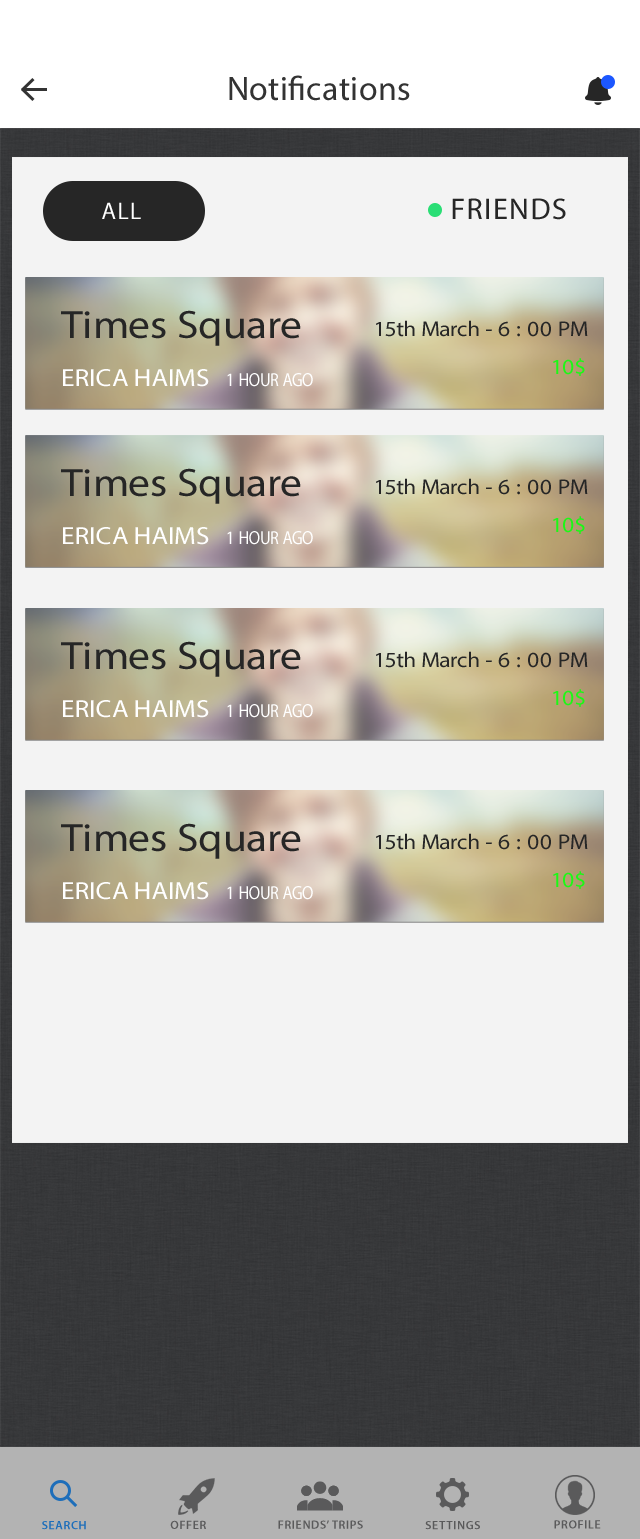 Notifications
ALL
FRIENDS
Times Square
15th March - 6 : 00 PM
ERICA HAIMS 1 HOUR AGO
10$
Times Square
15th March - 6 : 00 PM
ERICA HAIMS 1 HOUR AGO
10$
Times Square
15th March - 6 : 00 PM
ERICA HAIMS 1 HOUR AGO
10$
Times Square
15th March - 6 : 00 PM
ERICA HAIMS 1 HOUR AGO
10$
SEARCH
OFFER
FRIENDS’ TRIPS
SETTINGS
PROFILE